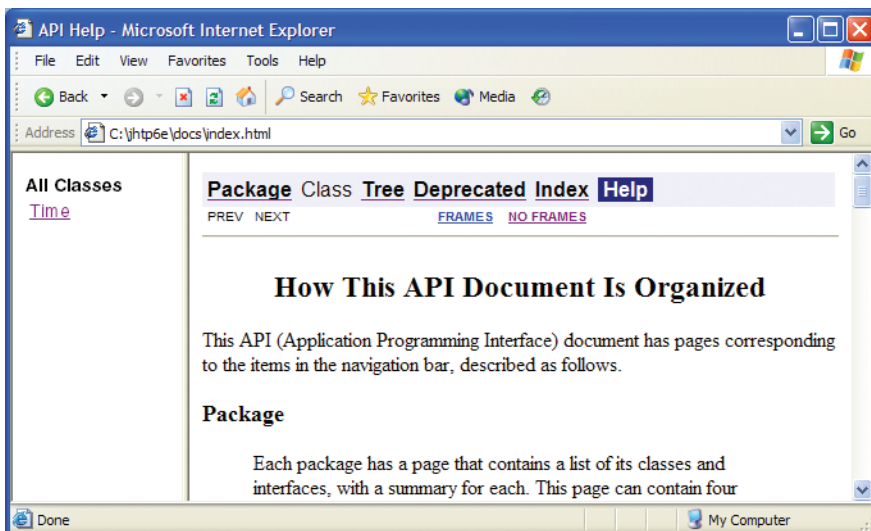 API Help - Microsoft Internet Explorer
File Edit View Favorites Tools Help
Back Search Favorites Media
Address C:\jhtp6e\docs\index.html Go
All Classes
Time
Package Class Tree Deprecated Index Help
PREV NEXT FRAMES NO FRAMES
How This API Document Is Organized
This API (Application Programming Interface) document has pages corresponding
to the items in the navigation bar, described as follows.
Package
Each package has a page that contains a list of its classes and
interfaces, with a summary for each. This page can contain four
Done My Computer